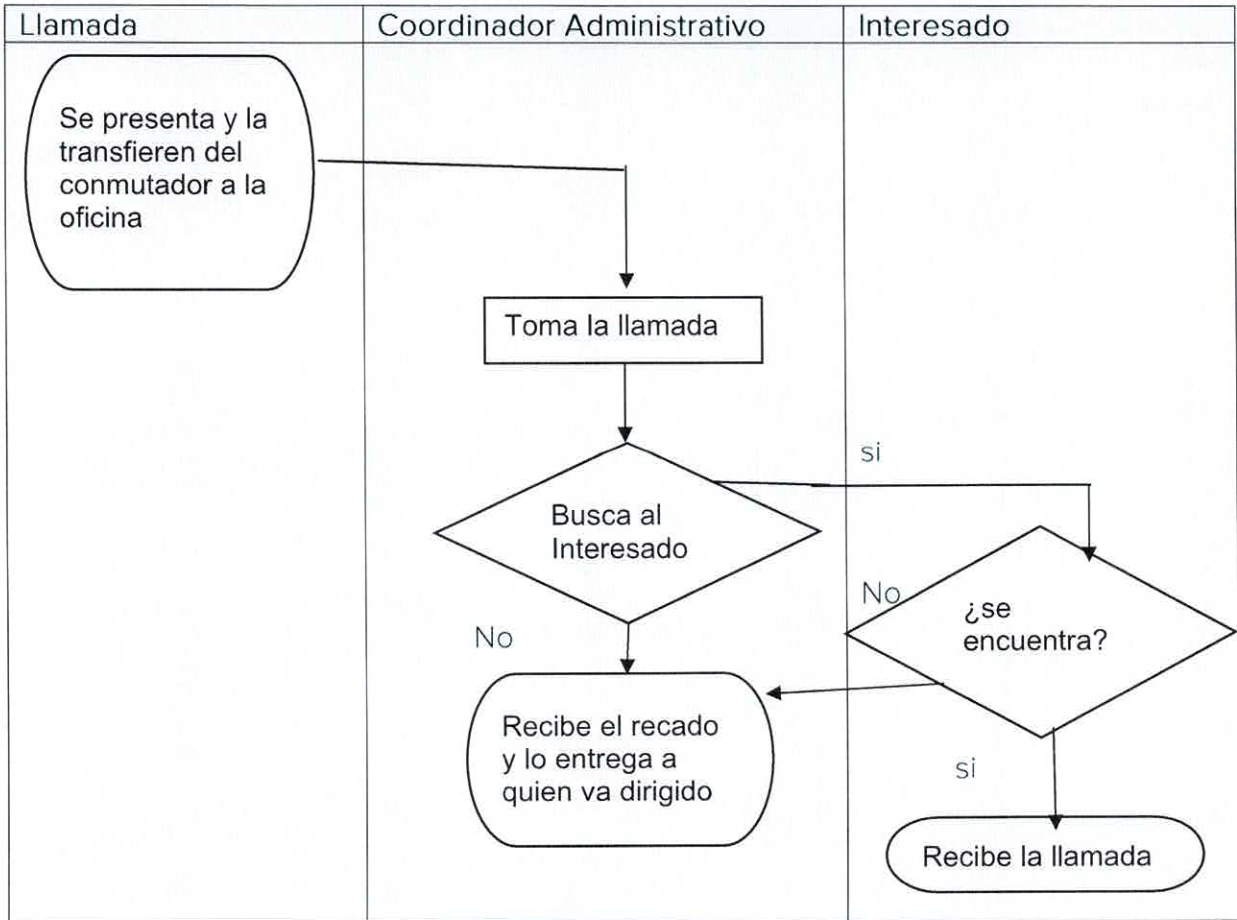 Llamada
Coordinador Administrativo
Interesado
Se presenta y la
transfieren del
conmutador a la
oficina
Toma la llamada
si
Busca al
Interesado
No
¿se
encuentra?
No
Recibe el recado
y lo entrega a
quien va dirigido
si
Recibe la llamada